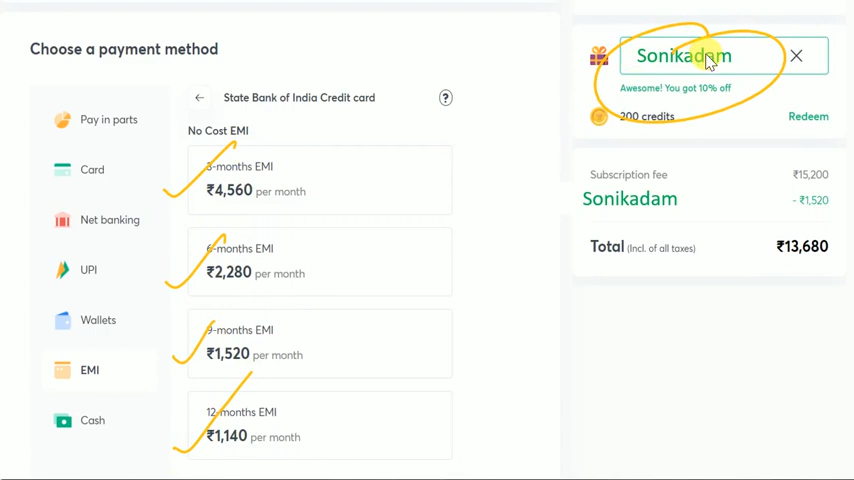 Choose a payment method
Pay in parts
Card
Net banking
UPI
Wallets
EMI
Cash
State Bank of India Credit card
?
No Cost EMI
3-months EMI
₹4,560 per month
6-months EMI
₹2,280 per month
9-months EMI
₹1,520 per month
12-months EMI
₹1,140 per month
Sonikadam
Awesome! You got 10% off
200 credits Redeem
Subscription fee ₹15,200
Sonikadam - ₹1,520
Total (Incl. of all taxes) ₹13,680